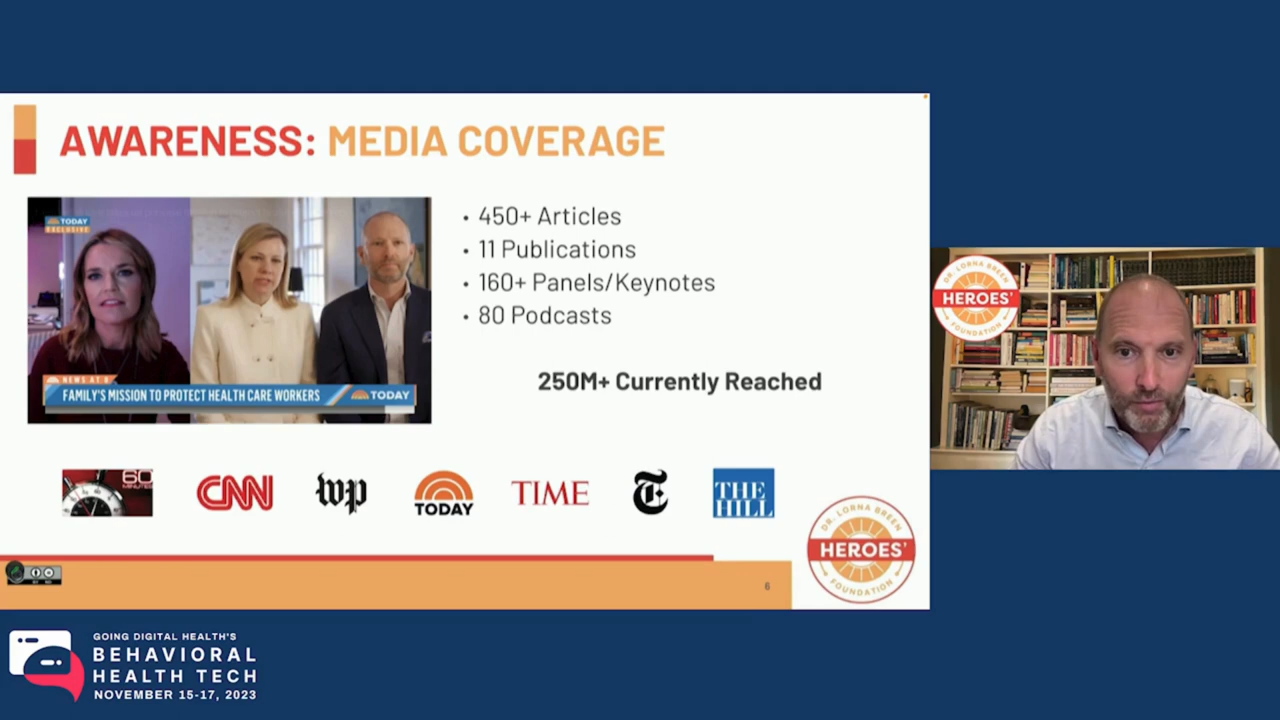 AWARENESS: MEDIA COVERAGE
TODAY
EXCLUSIVE
NEWS AT 8
FAMILY'S MISSION TO PROTECT HEALTH CARE WORKERS
TODAY
• 450+ Articles
• 11 Publications
• 160+ Panels/Keynotes
• 80 Podcasts
250M+ Currently Reached
60
MINUTES
CNN
wp
TODAY
TIME
T
THE
HILL
DR. LORNA BREEN
HEROES'
FOUNDATION
6
DR. LORNA BREEN
HEROES'
FOUNDATION
GOING DIGITAL HEALTH'S
BEHAVIORAL
HEALTH TECH
NOVEMBER 15-17, 2023